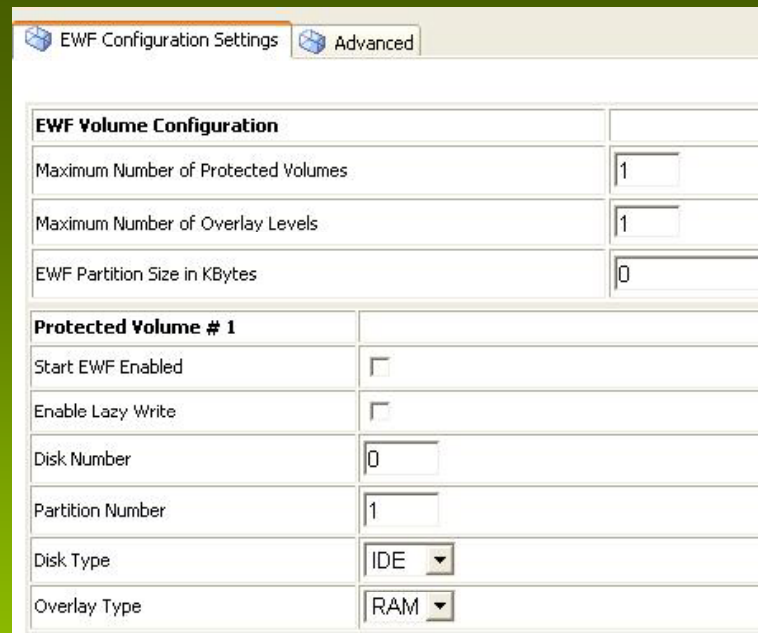 EWF Configuration Settings Advanced
EWF Volume Configuration
Maximum Number of Protected Volumes 1
Maximum Number of Overlay Levels 1
EWF Partition Size in KBytes 0
Protected Volume # 1
Start EWF Enabled
Enable Lazy Write
Disk Number 0
Partition Number 1
Disk Type IDE
Overlay Type RAM